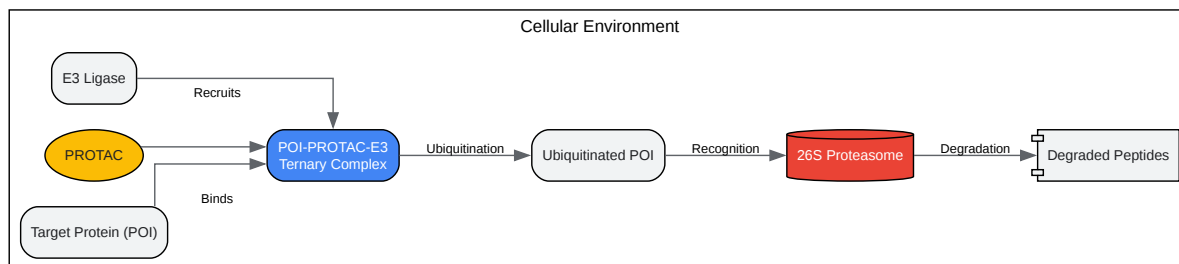 Cellular Environment
E3 Ligase
Recruits
PROTAC
POI-PROTAC-E3
Ternary Complex
Ubiquitination
Ubiquitinated POI
Recognition
26S Proteasome
Degradation
Degraded Peptides
Binds
Target Protein (POI)